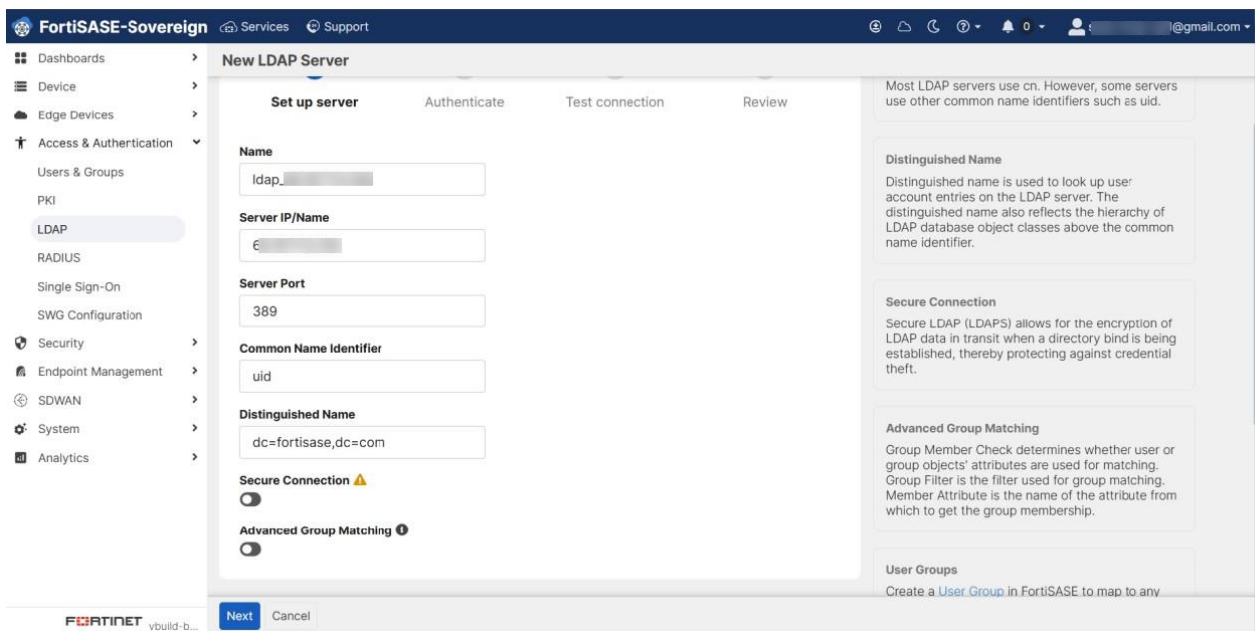 FortiSASE-Sovereign Services Support 0 @gmail.com
Dashboards
Device
Edge Devices
Access & Authentication
Users & Groups
PKI
LDAP
RADIUS
Single Sign-On
SWG Configuration
Security
Endpoint Management
SDWAN
System
Analytics
FORTINET vbuild-b...
New LDAP Server
Set up server Authenticate Test connection Review
Name
ldap_
Server IP/Name
6
Server Port
389
Common Name Identifier
uid
Distinguished Name
dc=fortisase,dc=com
Secure Connection
Advanced Group Matching
Next Cancel
Most LDAP servers use cn. However, some servers
use other common name identifiers such as uid.
Distinguished Name
Distinguished name is used to look up user
account entries on the LDAP server. The
distinguished name also reflects the hierarchy of
LDAP database object classes above the common
name identifier.
Secure Connection
Secure LDAP (LDAPS) allows for the encryption of
LDAP data in transit when a directory bind is being
established, thereby protecting against credential
theft.
Advanced Group Matching
Group Member Check determines whether user or
group objects' attributes are used for matching.
Group Filter is the filter used for group matching.
Member Attribute is the name of the attribute from
which to get the group membership.
User Groups
Create a User Group in FortiSASE to map to any